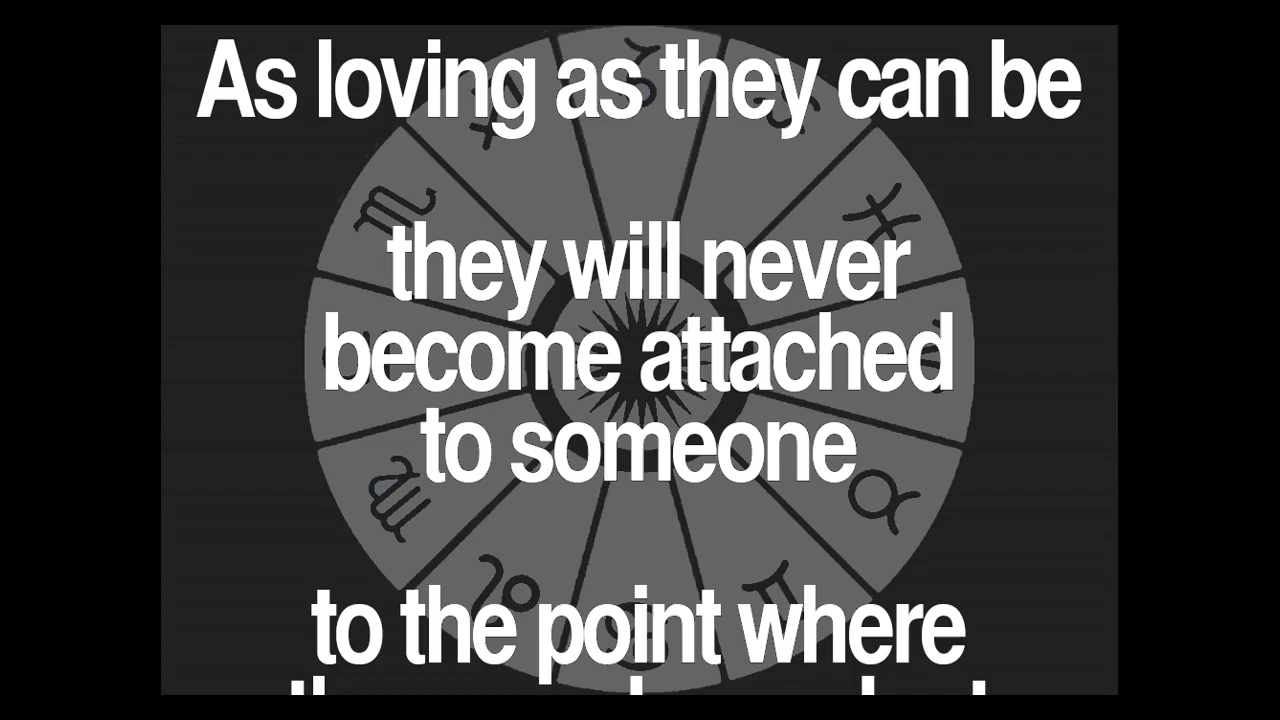 As loving as they can be
they will never
become attached
to someone
to the point where